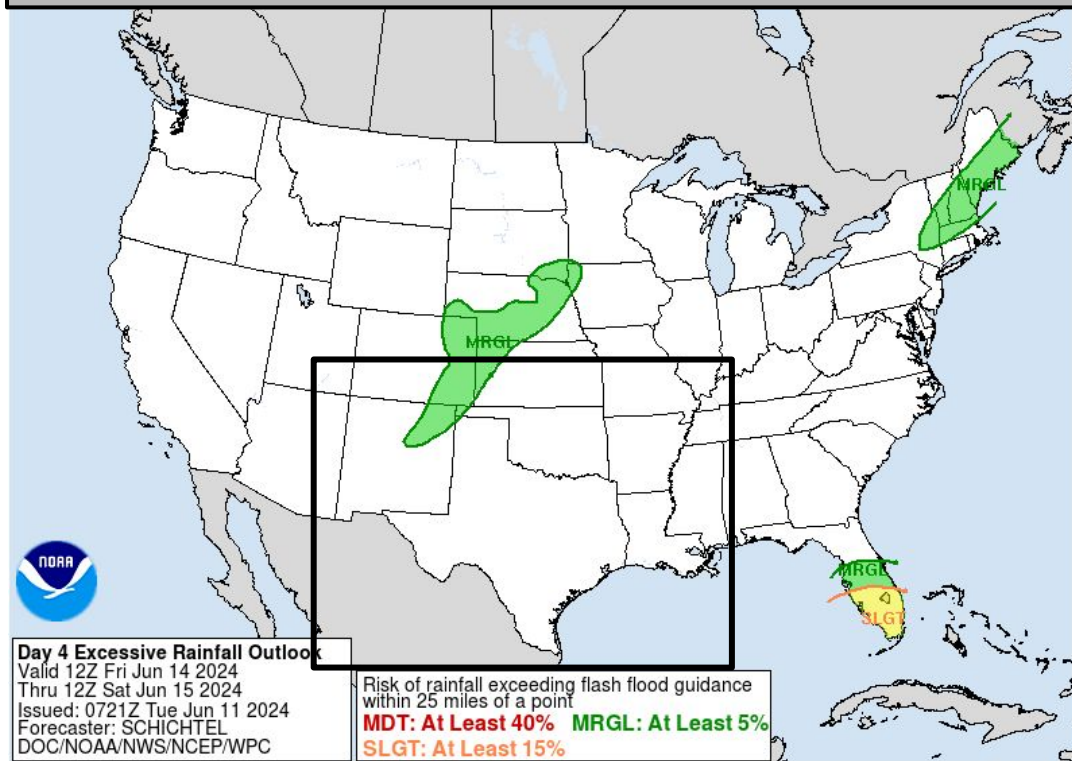 MRGL
MRGL
MRGL
SLGT
NOAA
Day 4 Excessive Rainfall Outlook
Valid 12Z Fri Jun 14 2024
Thru 12Z Sat Jun 15 2024
Issued: 0721Z Tue Jun 11 2024
Forecaster: SCHICHTEL
DOC/NOAA/NWS/NCEP/WPC
Risk of rainfall exceeding flash flood guidance
within 25 miles of a point
MDT: At Least 40% MRGL: At Least 5%
SLGT: At Least 15%